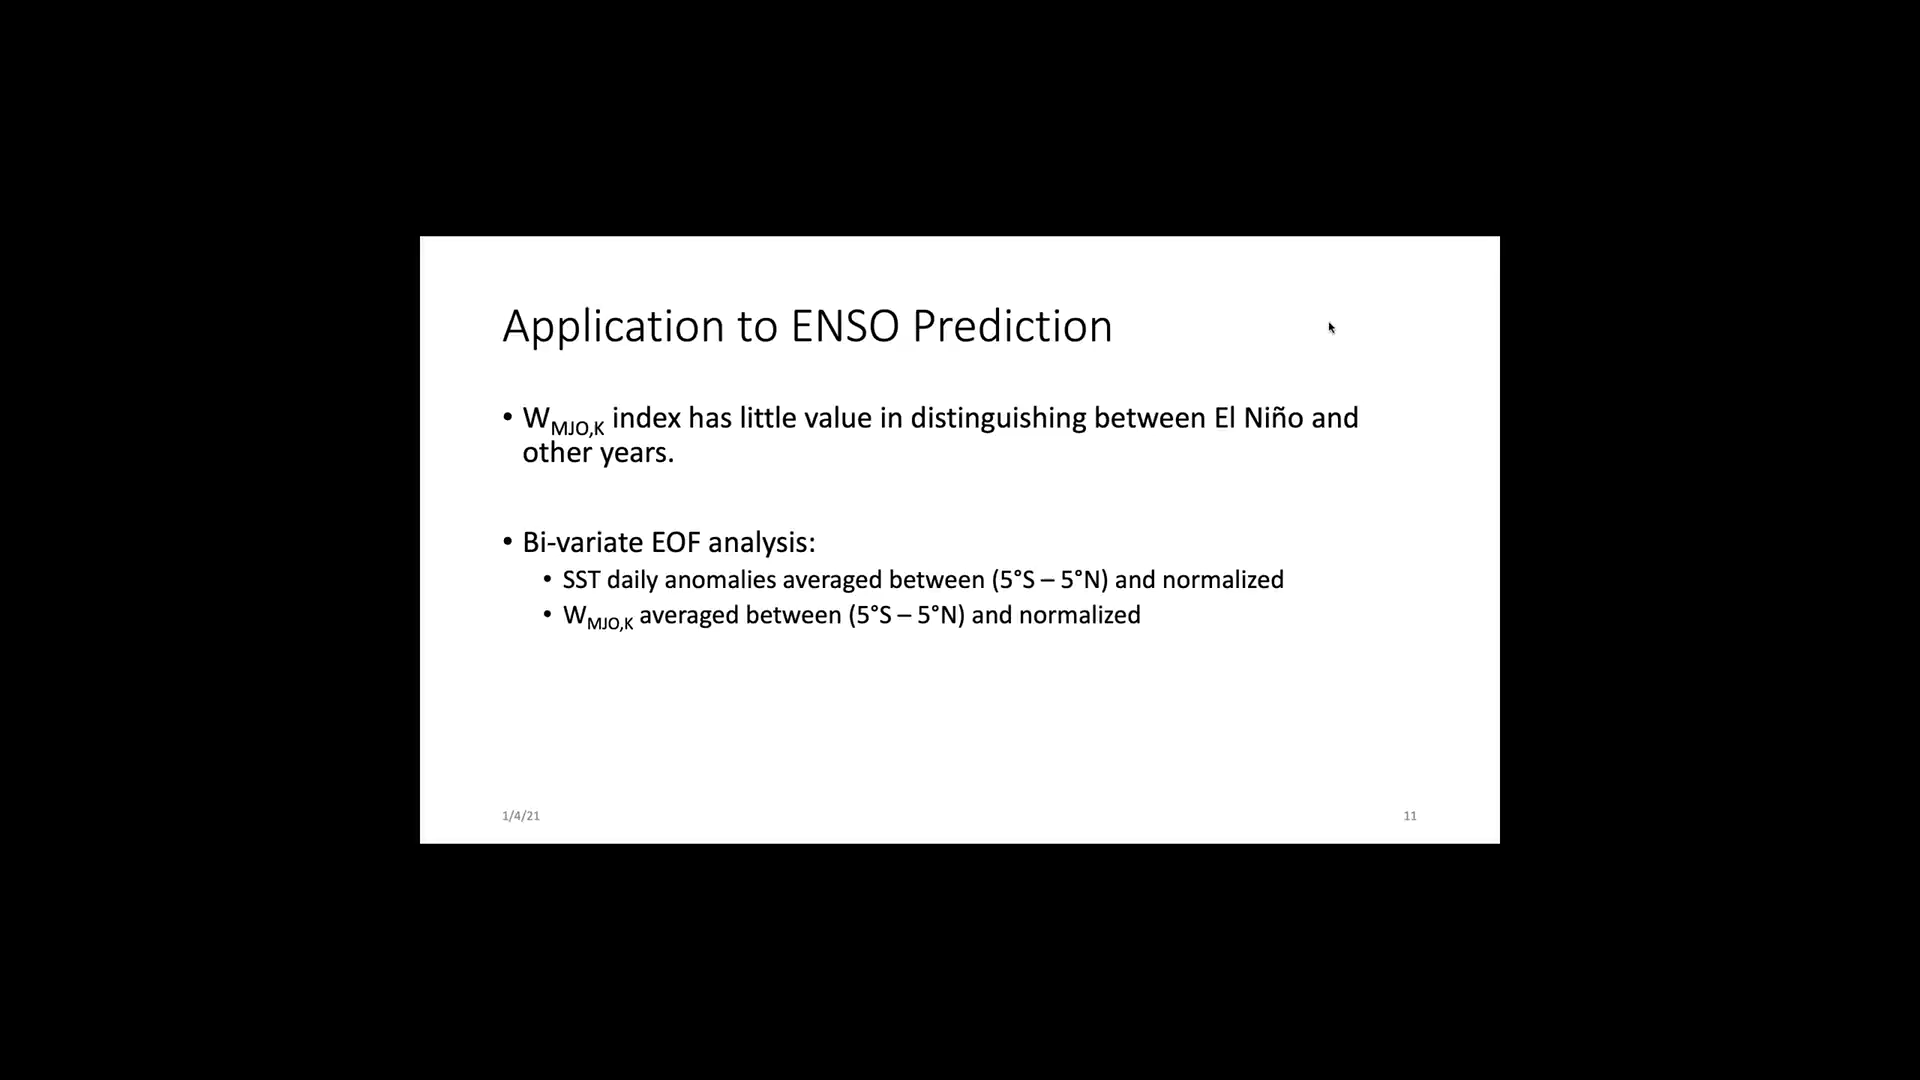 Application to ENSO Prediction
• W_MJO,K index has little value in distinguishing between El Niño and
other years.
• Bi-variate EOF analysis:
• SST daily anomalies averaged between (5°S – 5°N) and normalized
• W_MJO,K averaged between (5°S – 5°N) and normalized
1/4/21
11